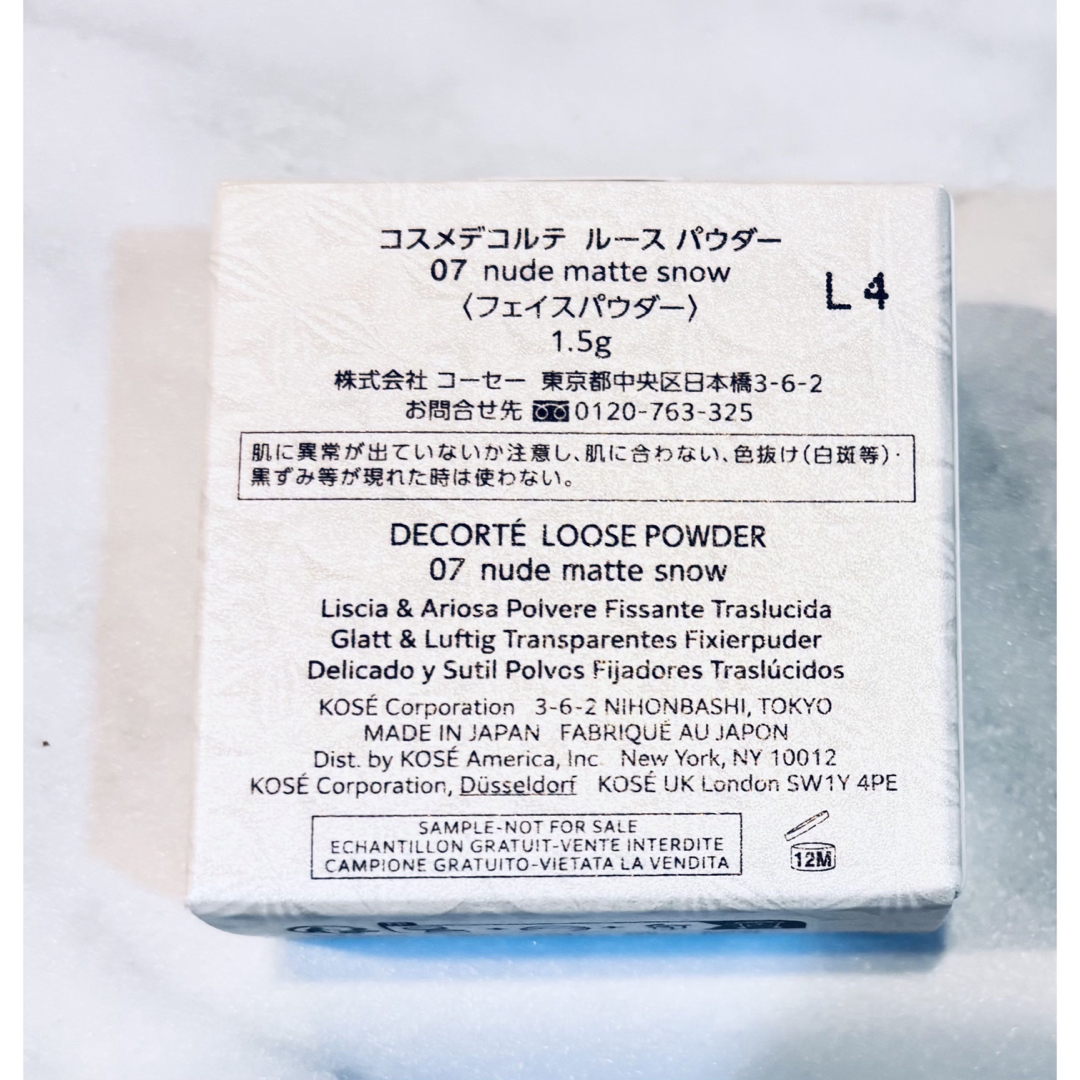 コスメデコルテ ルース パウダー
07 nude matte snow
L4
〈フェイスパウダー〉
1.5g
株式会社 コーセー 東京都中央区日本橋3-6-2
お問合せ先 0120-763-325
肌に異常が出ていないか注意し、肌に合わない、色抜け(白斑等)・
黒ずみ等が現れた時は使わない。
DECORTÉ LOOSE POWDER
07 nude matte snow
Liscia & Ariosa Polvere Fissante Traslucida
Glatt & Luftig Transparentes Fixierpuder
Delicado y Sutil Polvos Fijadores Traslúcidos
KOSÉ Corporation 3-6-2 NIHONBASHI, TOKYO
MADE IN JAPAN FABRIQUÉ AU JAPON
Dist. by KOSÉ America, Inc. New York, NY 10012
KOSÉ Corporation, Düsseldorf KOSÉ UK London SW1Y 4PE
SAMPLE-NOT FOR SALE
ECHANTILLON GRATUIT-VENTE INTERDITE
CAMPIONE GRATUITO-VIETATA LA VENDITA
12M